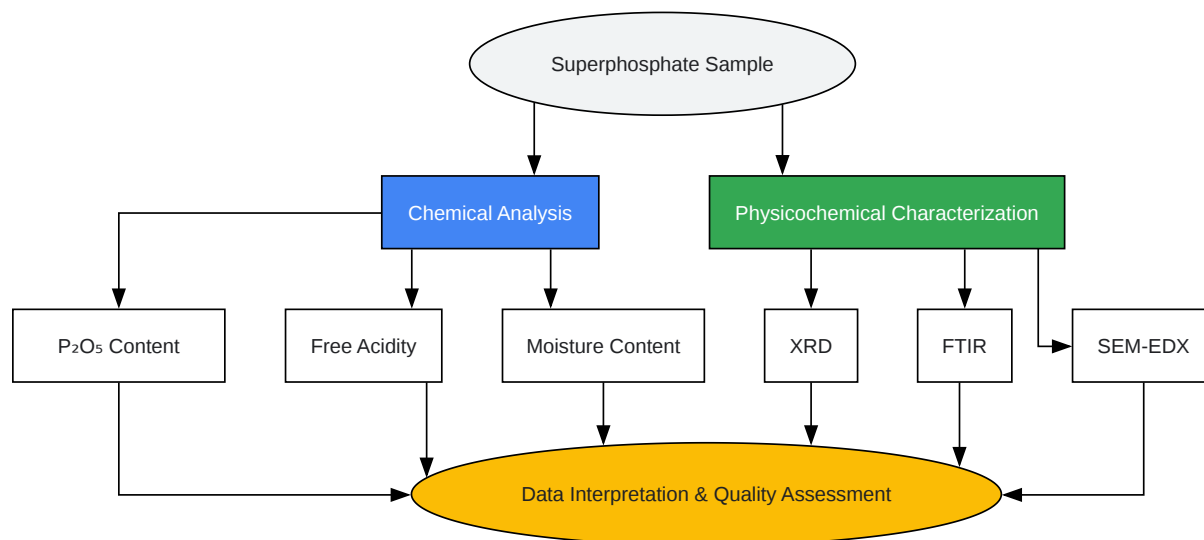 Superphosphate Sample
Chemical Analysis
Physicochemical Characterization
P₂O₅ Content
Free Acidity
Moisture Content
XRD
FTIR
SEM-EDX
Data Interpretation & Quality Assessment